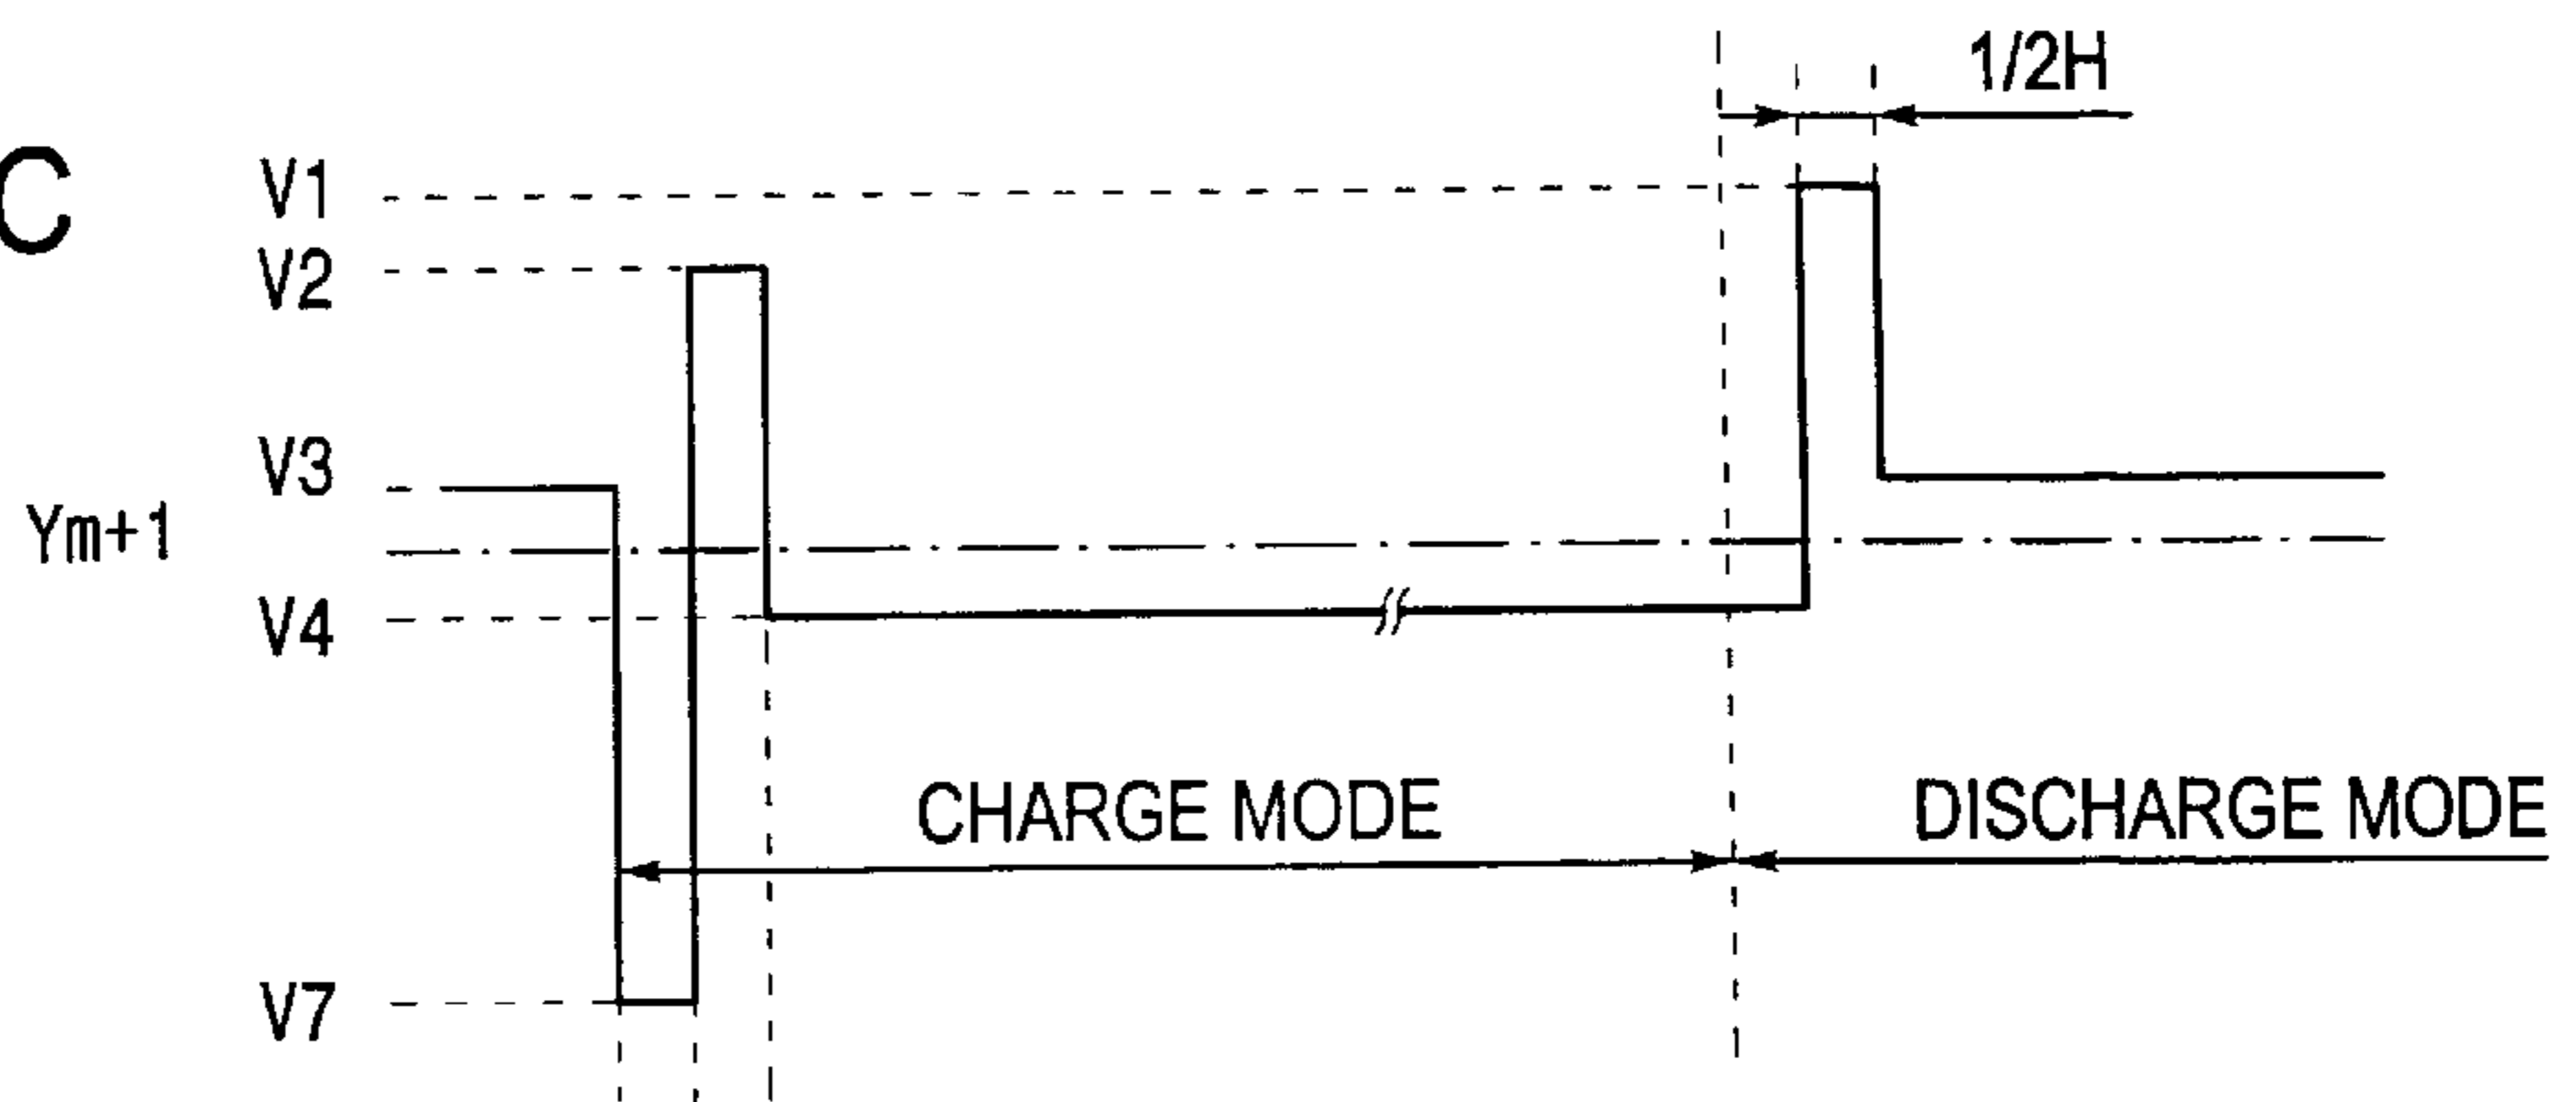 1/2H
C
V1
V2
V3
Ym+1
V4
CHARGE MODE
DISCHARGE MODE
V7